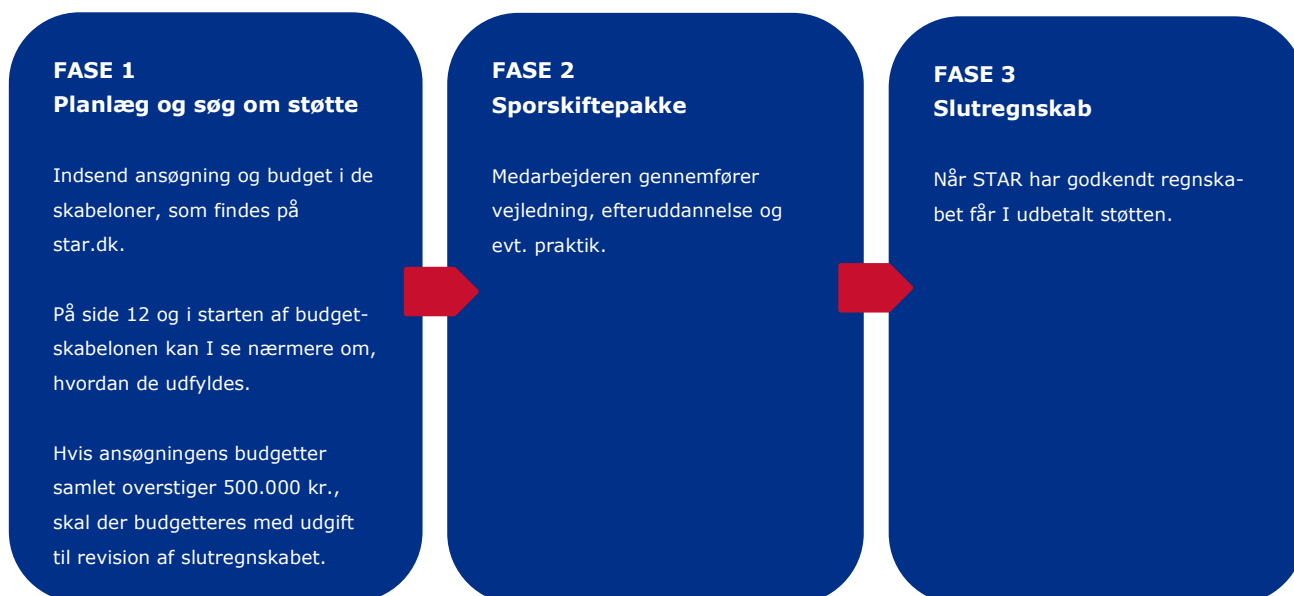 FASE 1
Planlæg og søg om støtte
Indsend ansøgning og budget i de
skabeloner, som findes på
star.dk.
På side 12 og i starten af budget-
skabelonen kan I se nærmere om,
hvordan de udfyldes.
Hvis ansøgningens budgetter
samlet overstiger 500.000 kr.,
skal der budgetteres med udgift
til revision af slutregnskabet.
FASE 2
Sporskiftepakke
Medarbejderen gennemfører
vejledning, efteruddannelse og
evt. praktik.
FASE 3
Slutregnskab
Når STAR har godkendt regnska-
bet får I udbetalt støtten.